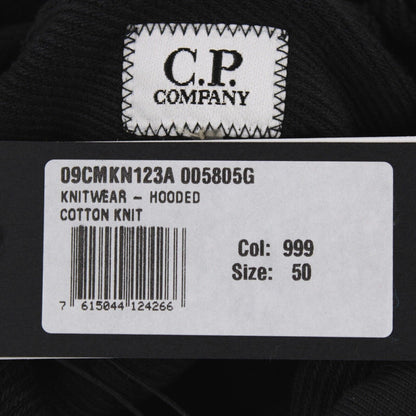 C.P.
COMPANY
09CMKN123A 005805G
KNITWEAR - HOODED
COTTON KNIT
Col: 999
Size: 50
7 615044 124266